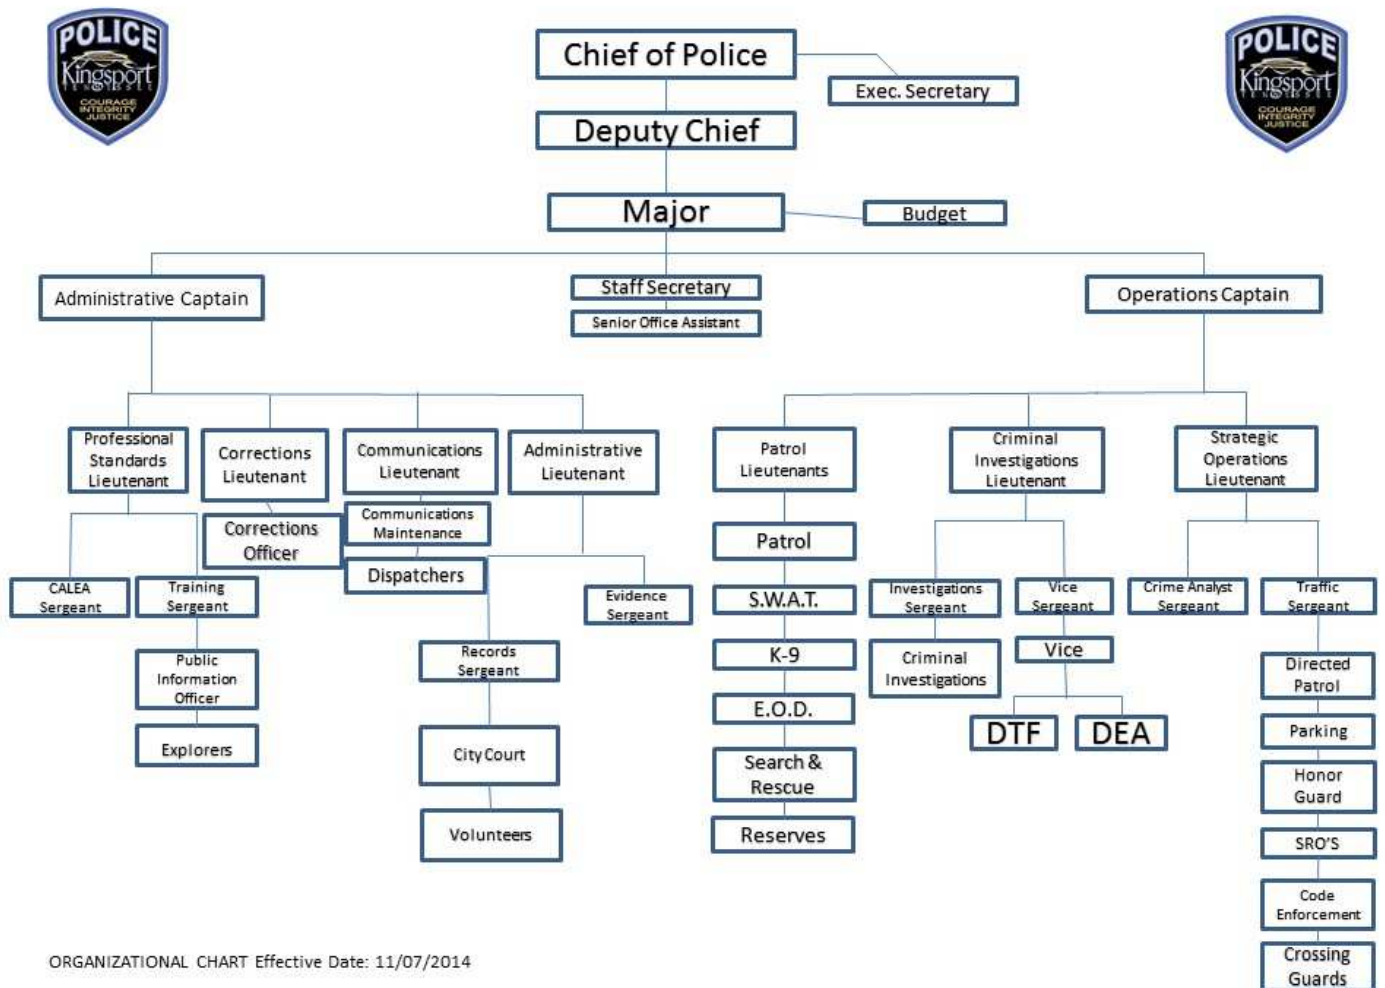 POLICE
Kingsport
TENNESSEE
COURAGE
INTEGRITY
JUSTICE
POLICE
Kingsport
TENNESSEE
COURAGE
INTEGRITY
JUSTICE
Chief of Police
Exec. Secretary
Deputy Chief
Major
Budget
Administrative Captain
Staff Secretary
Senior Office Assistant
Operations Captain
Professional
Standards
Lieutenant
Corrections
Lieutenant
Communications
Lieutenant
Administrative
Lieutenant
Patrol
Lieutenants
Criminal
Investigations
Lieutenant
Strategic
Operations
Lieutenant
Corrections
Officer
Communications
Maintenance
Dispatchers
CALEA
Sergeant
Training
Sergeant
Evidence
Sergeant
Public
Information
Officer
Explorers
Records
Sergeant
City Court
Volunteers
Patrol
S.W.A.T.
K-9
E.O.D.
Search &
Rescue
Reserves
Investigations
Sergeant
Criminal
Investigations
Vice
Sergeant
Vice
DTF
DEA
Crime Analyst
Sergeant
Traffic
Sergeant
Directed
Patrol
Parking
Honor
Guard
SRO'S
Code
Enforcement
Crossing
Guards
ORGANIZATIONAL CHART Effective Date: 11/07/2014